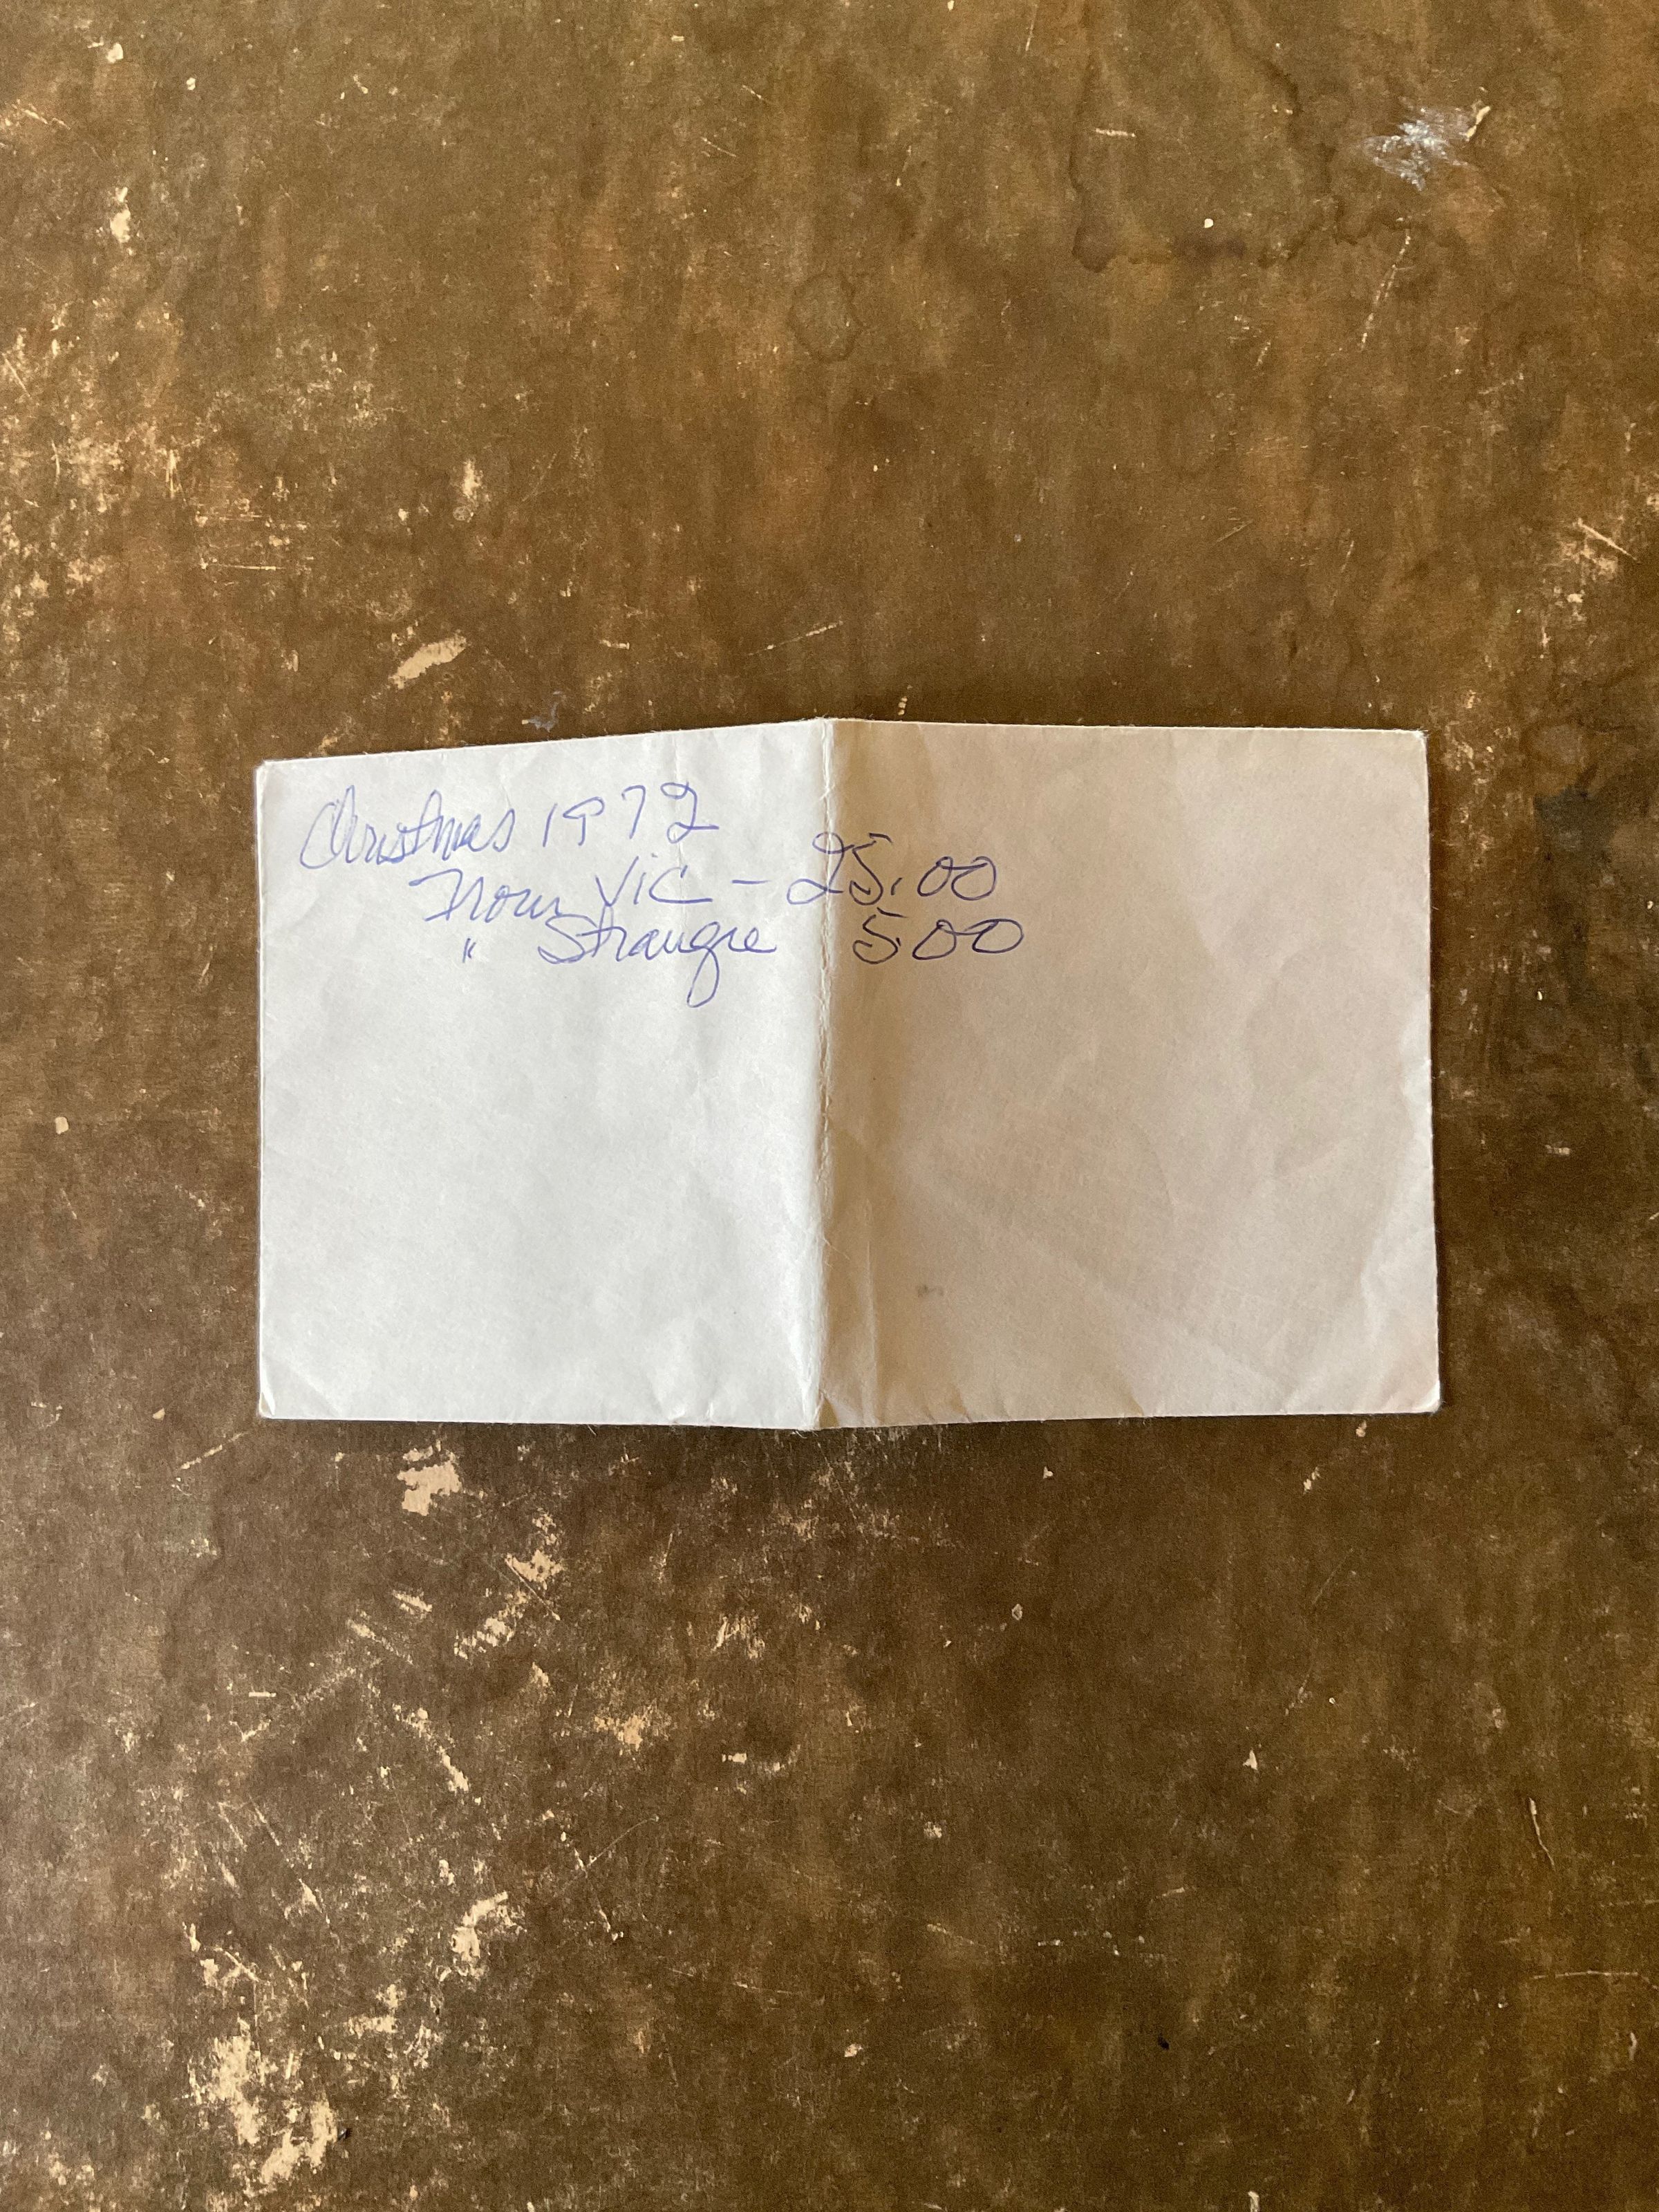 Christmas 1972
From Vic - 25.00
" Strange 5.00